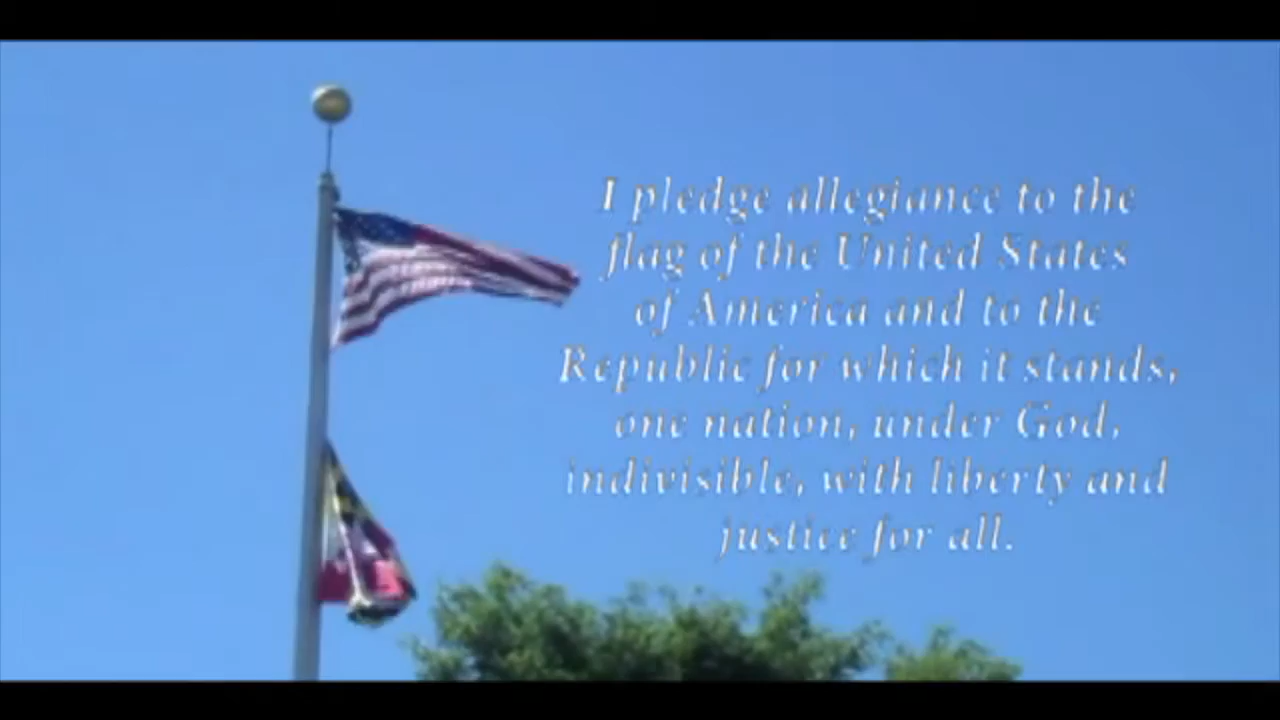 I pledge allegiance to the
flag of the United States
of America and to the
Republic for which it stands,
one nation, under God,
indivisible, with liberty and
justice for all.